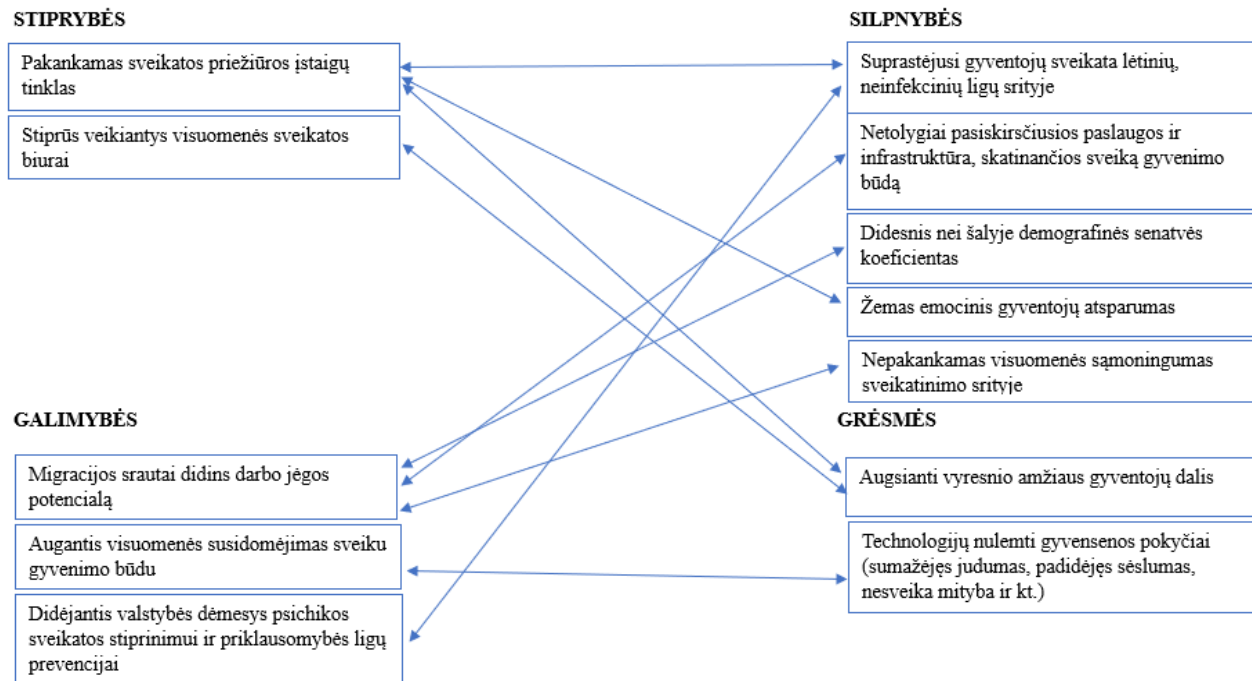 STIPRYBĖS
Pakankamas sveikatos priežiūros įstaigų
tinklas
Stiprūs veikiantys visuomenės sveikatos
biurai
SILPNYBĖS
Suprastėjusi gyventojų sveikata lėtinių,
neinfekcinių ligų srityje
Netolygiai pasiskirsčiusios paslaugos ir
infrastruktūra, skatinančios sveiką gyvenimo
būdą
Didesnis nei šalyje demografinės senatvės
koeficientas
Žemas emocinis gyventojų atsparumas
Nepakankamas visuomenės sąmoningumas
sveikatinimo srityje
GALIMYBĖS
Migracijos srautai didins darbo jėgos
potencialą
Augantis visuomenės susidomėjimas sveiku
gyvenimo būdu
Didėjantis valstybės dėmesys psichikos
sveikatos stiprinimui ir priklausomybės ligų
prevencijai
GRĖSMĖS
Augsianti vyresnio amžiaus gyventojų dalis
Technologijų nulemti gyvensenos pokyčiai
(sumažėjęs judumas, padidėjęs sėslumas,
nesveika mityba ir kt.)